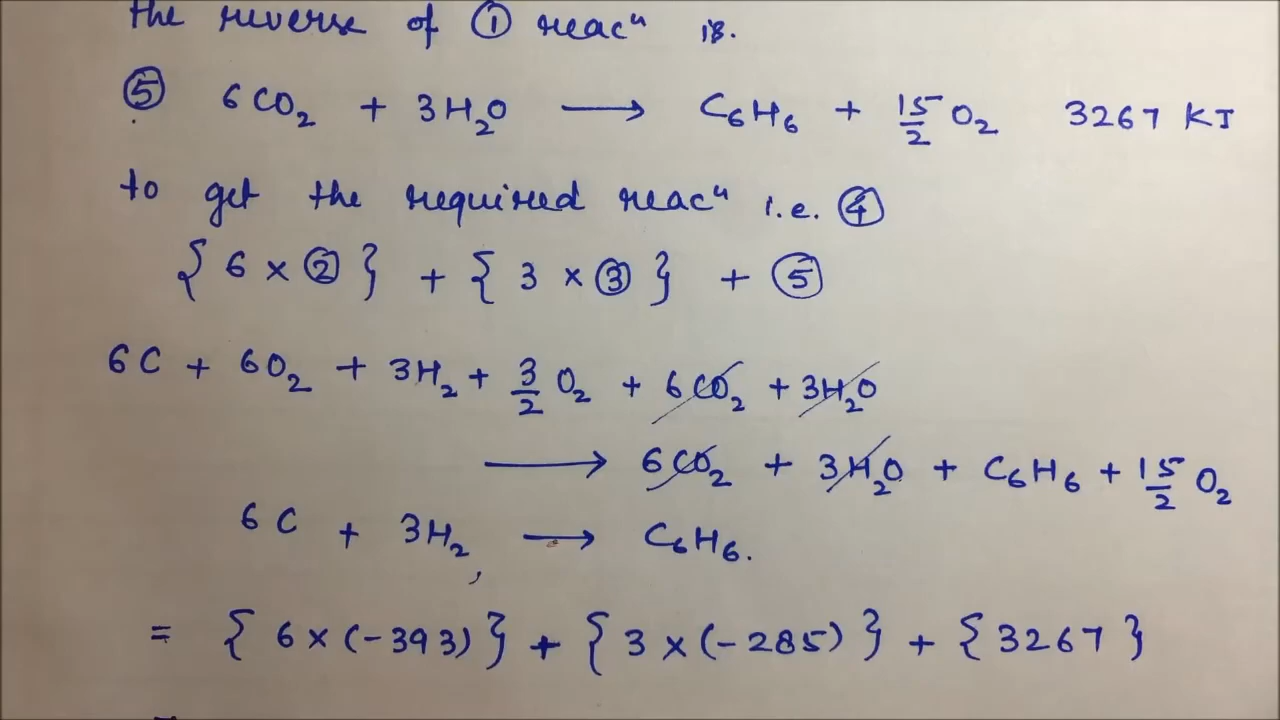 the reverse of ① reacⁿ is.
⑤ 6CO₂ + 3H₂O ⟶ C₆H₆ + 15/2 O₂ 3267 KJ
to get the required reacⁿ i.e. ④
{ 6 × ② } + { 3 × ③ } + ⑤
6C + 6O₂ + 3H₂ + 3/2 O₂ + 6CO₂ + 3H₂O
⟶ 6CO₂ + 3H₂O + C₆H₆ + 15/2 O₂
6C + 3H₂, ⟶ C₆H₆.
= { 6 × (-393) } + { 3 × (-285) } + { 3267 }
=